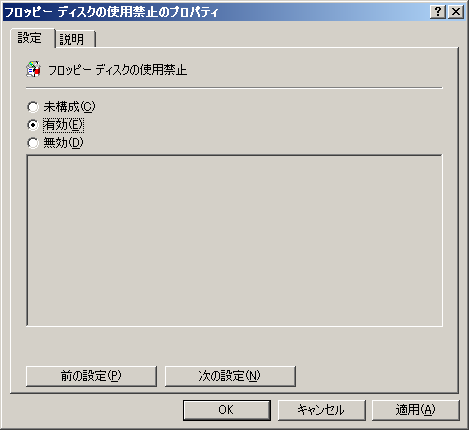 フロッピー ディスクの使用禁止のプロパティ
設定 説明
フロッピー ディスクの使用禁止
未構成(C)
有効(E)
無効(D)
前の設定(P) 次の設定(N)
OK キャンセル 適用(A)